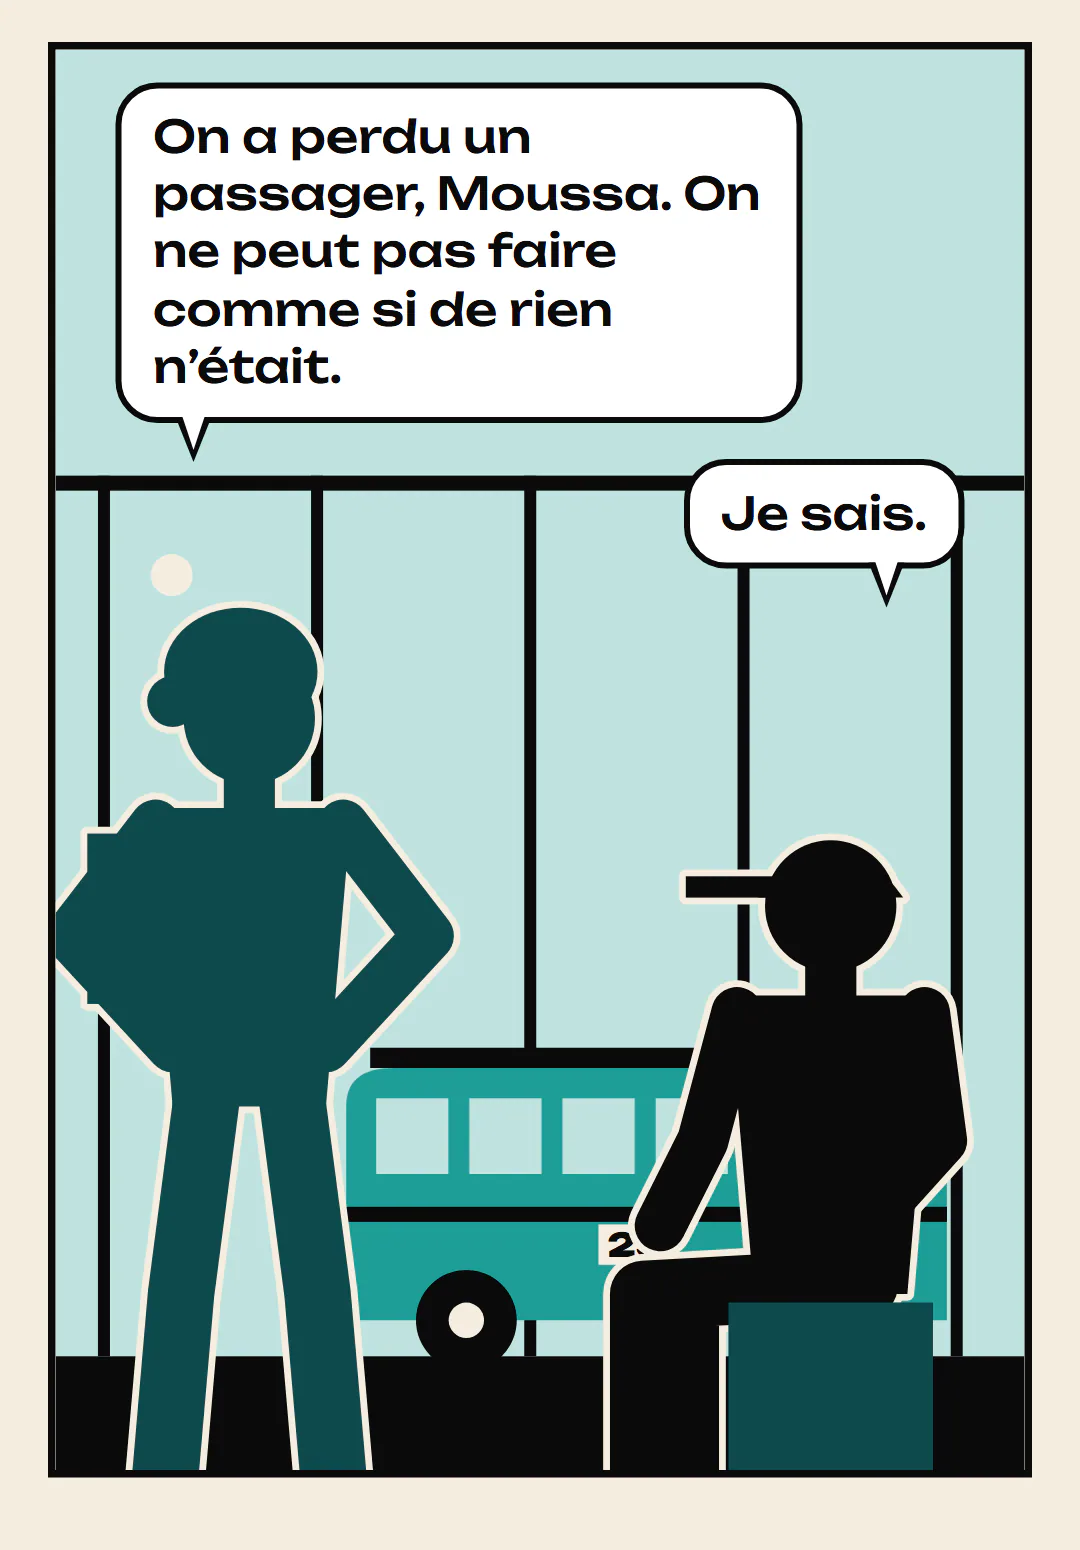 On a perdu un
passager, Moussa. On
ne peut pas faire
comme si de rien
n’était.
Je sais.